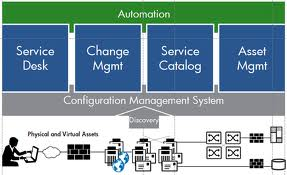 Automation
Service
Desk
Change
Mgmt
Service
Catalog
Asset
Mgmt
Configuration Management System
Discovery
Physical and Virtual Assets